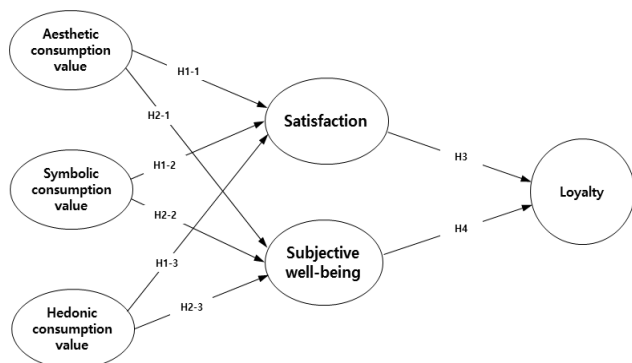 Aesthetic
consumption
value
H1-1
H2-1
Satisfaction
H3
H1-2
Symbolic
consumption
value
Loyalty
H2-2
H4
Subjective
well-being
H1-3
H2-3
Hedonic
consumption
value